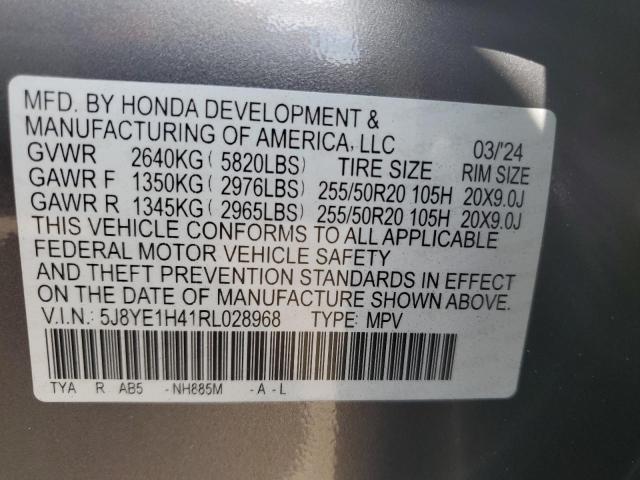 MFD. BY HONDA DEVELOPMENT &
MANUFACTURING OF AMERICA, LLC 03/'24
GVWR 2640KG ( 5820LBS) TIRE SIZE RIM SIZE
GAWR F 1350KG ( 2976LBS) 255/50R20 105H 20X9.0J
GAWR R 1345KG ( 2965LBS) 255/50R20 105H 20X9.0J
THIS VEHICLE CONFORMS TO ALL APPLICABLE
FEDERAL MOTOR VEHICLE SAFETY
AND THEFT PREVENTION STANDARDS IN EFFECT
ON THE DATE OF MANUFACTURE SHOWN ABOVE.
V.I.N.: 5J8YE1H41RL028968 TYPE: MPV
TYA R AB5 -NH885M -A-L